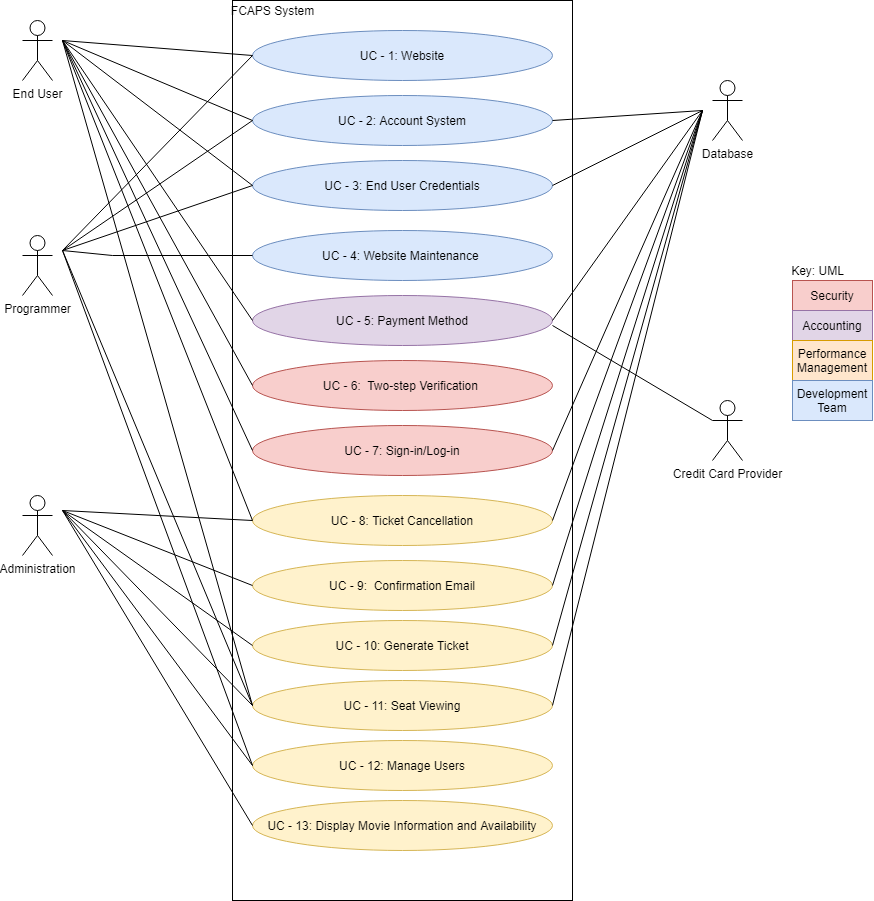 FCAPS System
End User
Programmer
Administration
UC - 1: Website
UC - 2: Account System
UC - 3: End User Credentials
UC - 4: Website Maintenance
UC - 5: Payment Method
UC - 6:  Two-step Verification
UC - 7: Sign-in/Log-in
UC - 8: Ticket Cancellation
UC - 9:  Confirmation Email
UC - 10: Generate Ticket
UC - 11: Seat Viewing
UC - 12: Manage Users
UC - 13: Display Movie Information and Availability
Database
Credit Card Provider
Key: UML
Security
Accounting
Performance
Management
Development
Team